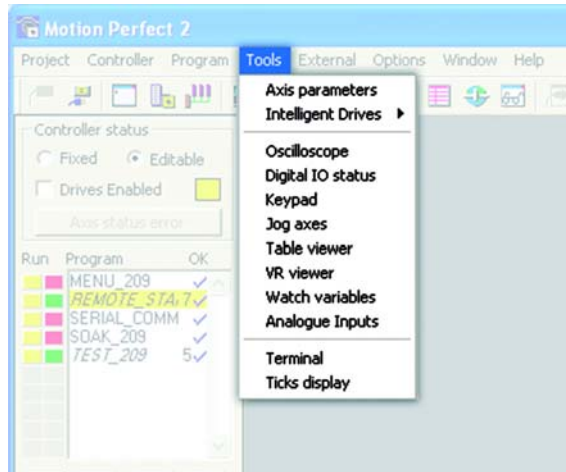 Motion Perfect 2
Project Controller Program Tools External Options Window Help
Axis parameters
Intelligent Drives
Oscilloscope
Digital IO status
Keypad
Jog axes
Table viewer
VR viewer
Watch variables
Analogue Inputs
Terminal
Ticks display
Controller status
Fixed Editable
Drives Enabled
Axis status error
Run Program OK
MENU_209
REMOTE_STA 7
SERIAL_COMM
SOAK_209
TEST_209 5